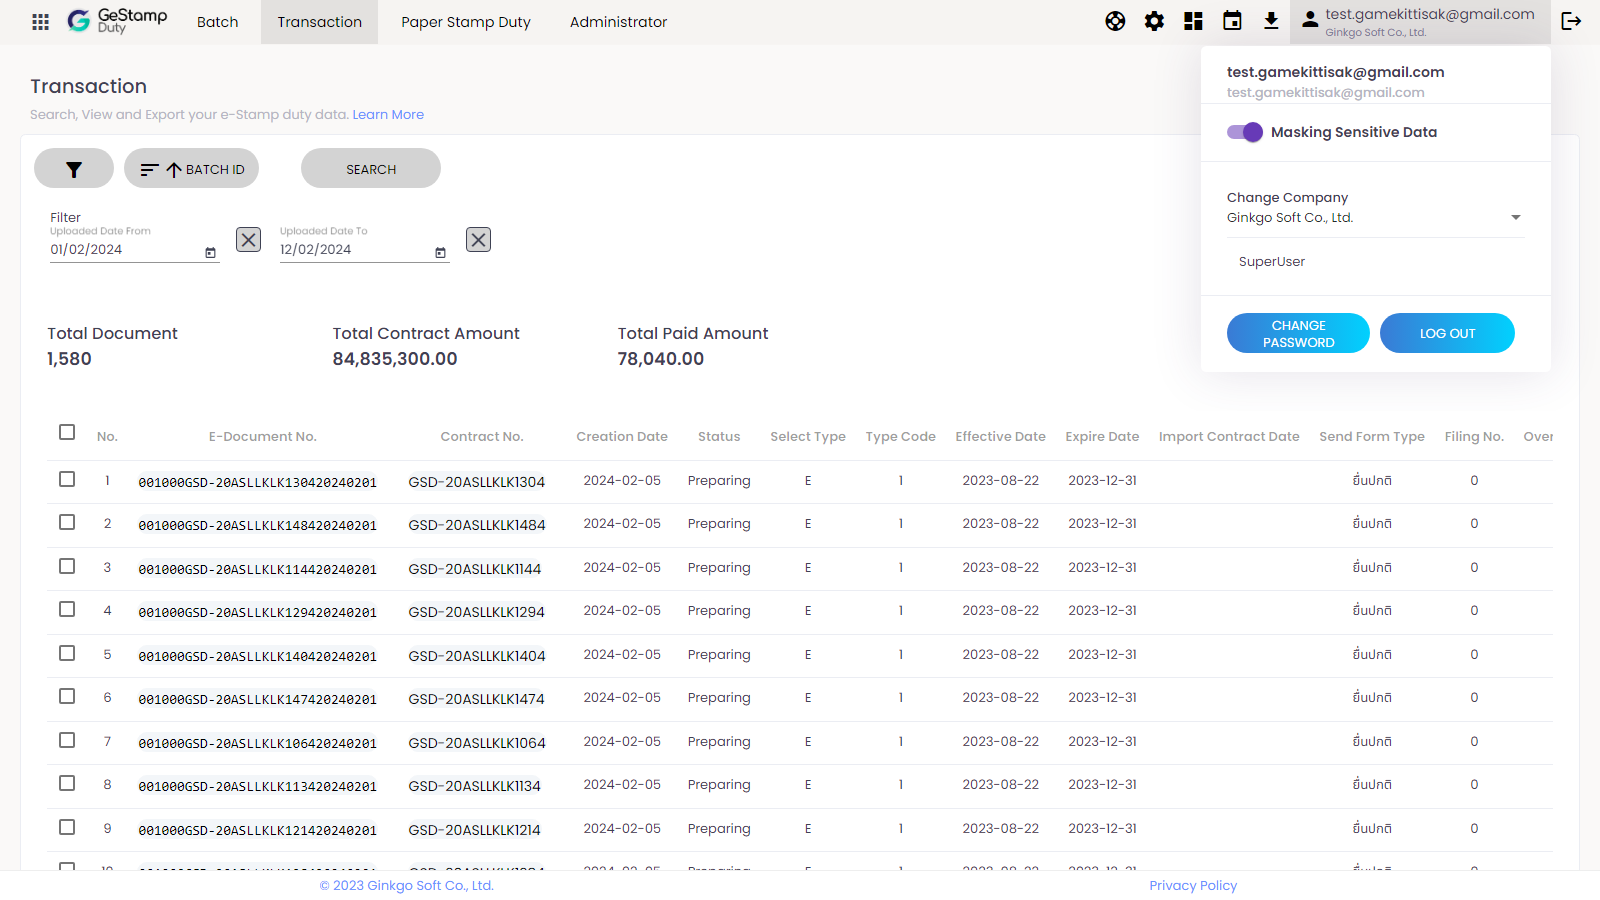 GeStamp
Duty
Batch
Transaction
Paper Stamp Duty
Administrator
test.gamekittisak@gmail.com
Ginkgo Soft Co., Ltd.
test.gamekittisak@gmail.com
test.gamekittisak@gmail.com
Masking Sensitive Data
Change Company
Ginkgo Soft Co., Ltd.
SuperUser
CHANGE
PASSWORD
LOG OUT
Transaction
Search, View and Export your e-Stamp duty data. Learn More
BATCH ID
SEARCH
Filter
Uploaded Date From
01/02/2024
Uploaded Date To
12/02/2024
Total Document
1,580
Total Contract Amount
84,835,300.00
Total Paid Amount
78,040.00
No. E-Document No. Contract No. Creation Date Status Select Type Type Code Effective Date Expire Date Import Contract Date Send Form Type Filing No. Over
1 001000GSD-20ASLLKLK130420240201 GSD-20ASLLKLK1304 2024-02-05 Preparing E 1 2023-08-22 2023-12-31 ยื่นปกติ 0
2 001000GSD-20ASLLKLK148420240201 GSD-20ASLLKLK1484 2024-02-05 Preparing E 1 2023-08-22 2023-12-31 ยื่นปกติ 0
3 001000GSD-20ASLLKLK114420240201 GSD-20ASLLKLK1144 2024-02-05 Preparing E 1 2023-08-22 2023-12-31 ยื่นปกติ 0
4 001000GSD-20ASLLKLK129420240201 GSD-20ASLLKLK1294 2024-02-05 Preparing E 1 2023-08-22 2023-12-31 ยื่นปกติ 0
5 001000GSD-20ASLLKLK140420240201 GSD-20ASLLKLK1404 2024-02-05 Preparing E 1 2023-08-22 2023-12-31 ยื่นปกติ 0
6 001000GSD-20ASLLKLK147420240201 GSD-20ASLLKLK1474 2024-02-05 Preparing E 1 2023-08-22 2023-12-31 ยื่นปกติ 0
7 001000GSD-20ASLLKLK106420240201 GSD-20ASLLKLK1064 2024-02-05 Preparing E 1 2023-08-22 2023-12-31 ยื่นปกติ 0
8 001000GSD-20ASLLKLK113420240201 GSD-20ASLLKLK1134 2024-02-05 Preparing E 1 2023-08-22 2023-12-31 ยื่นปกติ 0
9 001000GSD-20ASLLKLK121420240201 GSD-20ASLLKLK1214 2024-02-05 Preparing E 1 2023-08-22 2023-12-31 ยื่นปกติ 0
© 2023 Ginkgo Soft Co., Ltd.
Privacy Policy